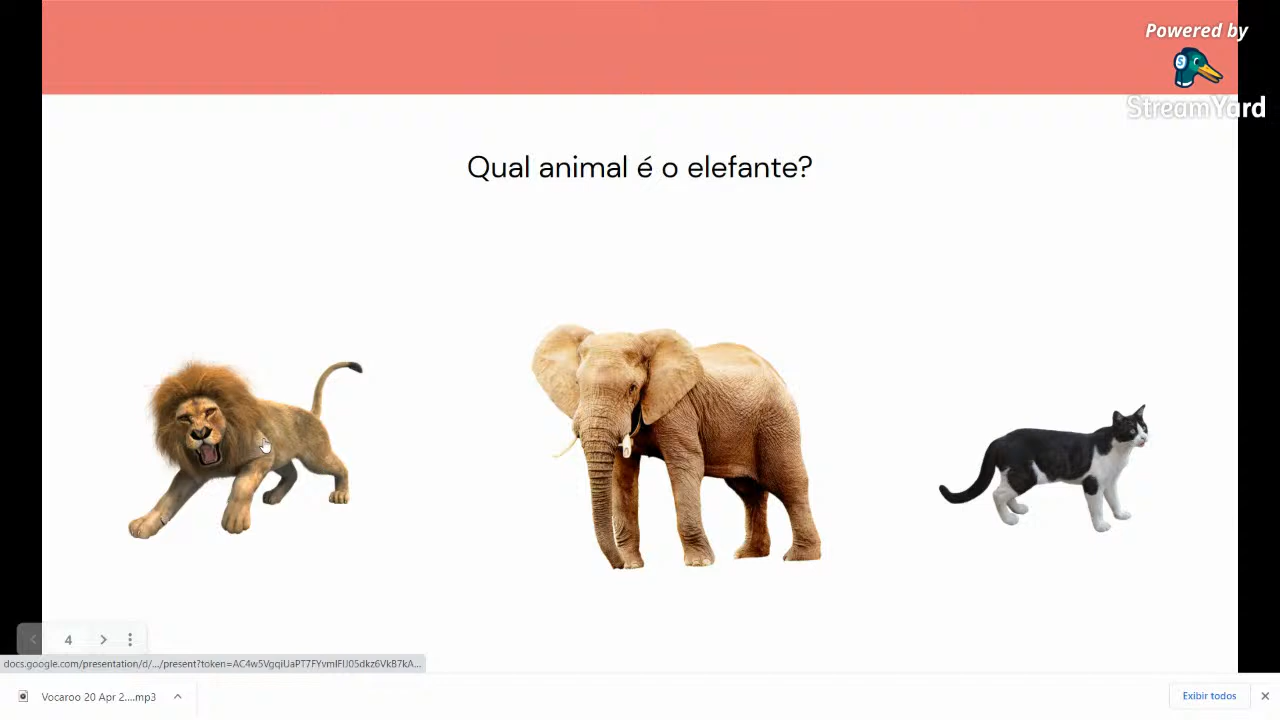 Powered by
StreamYard
Qual animal é o elefante?
4
docs.google.com/presentation/d/.../present?token=AC4w5VgqiUaPT7FYvmIFIJ05dkz6VkB7kA...
Vocaroo 20 Apr 2....mp3
Exibir todos